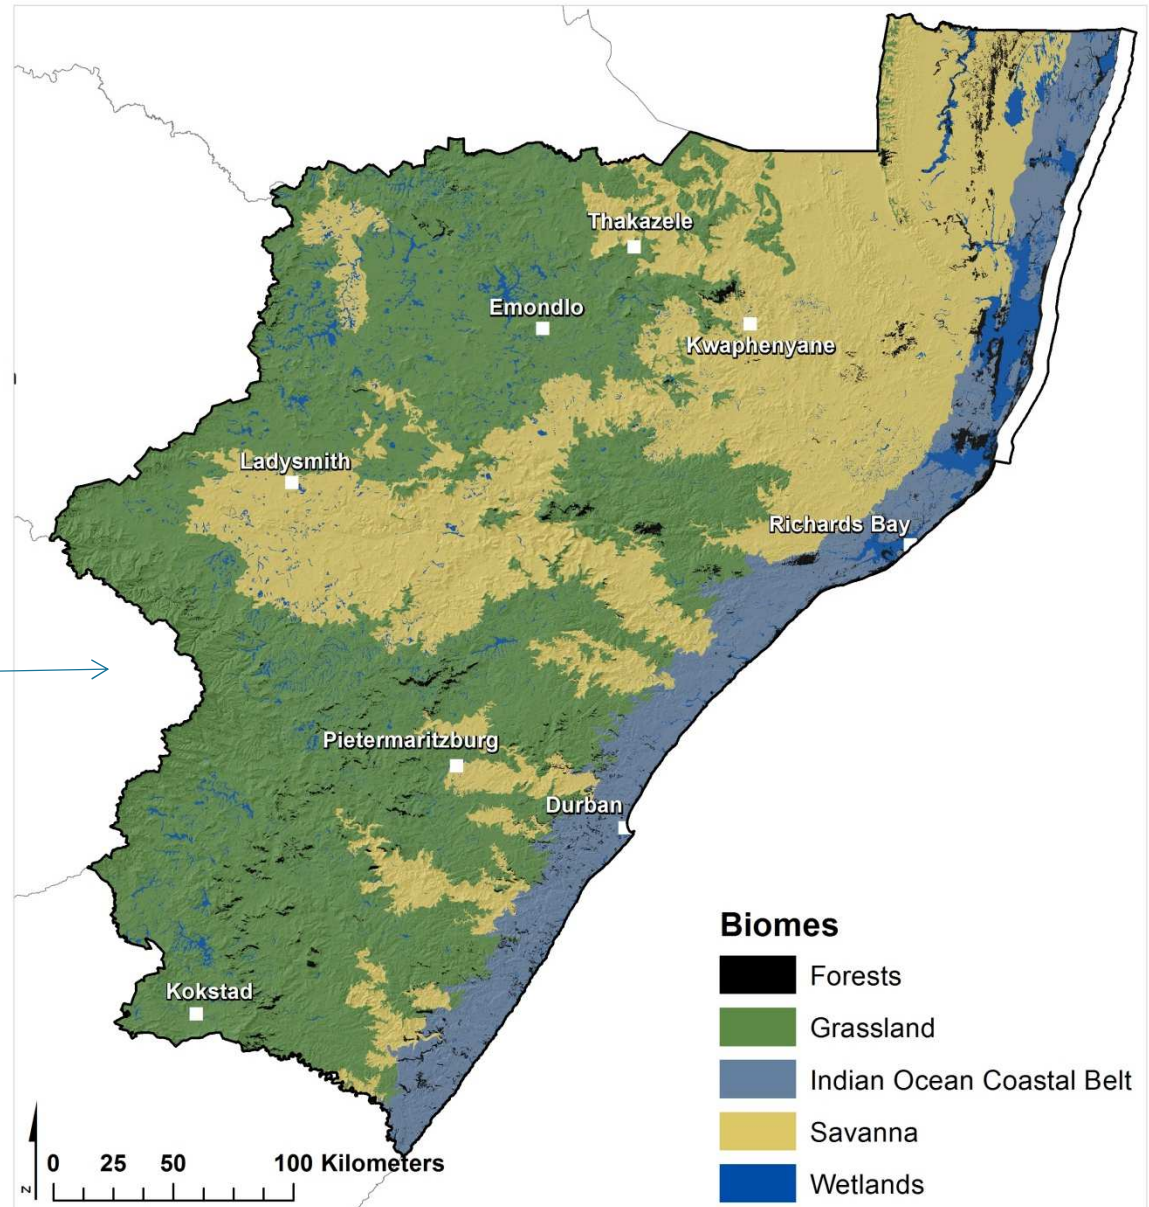 Thakazele
Emondlo
Kwaphenyane
Ladysmith
Richards Bay
Pietermaritzburg
Durban
Kokstad
Biomes
Forests
Grassland
Indian Ocean Coastal Belt
Savanna
Wetlands
N
0 25 50 100 Kilometers